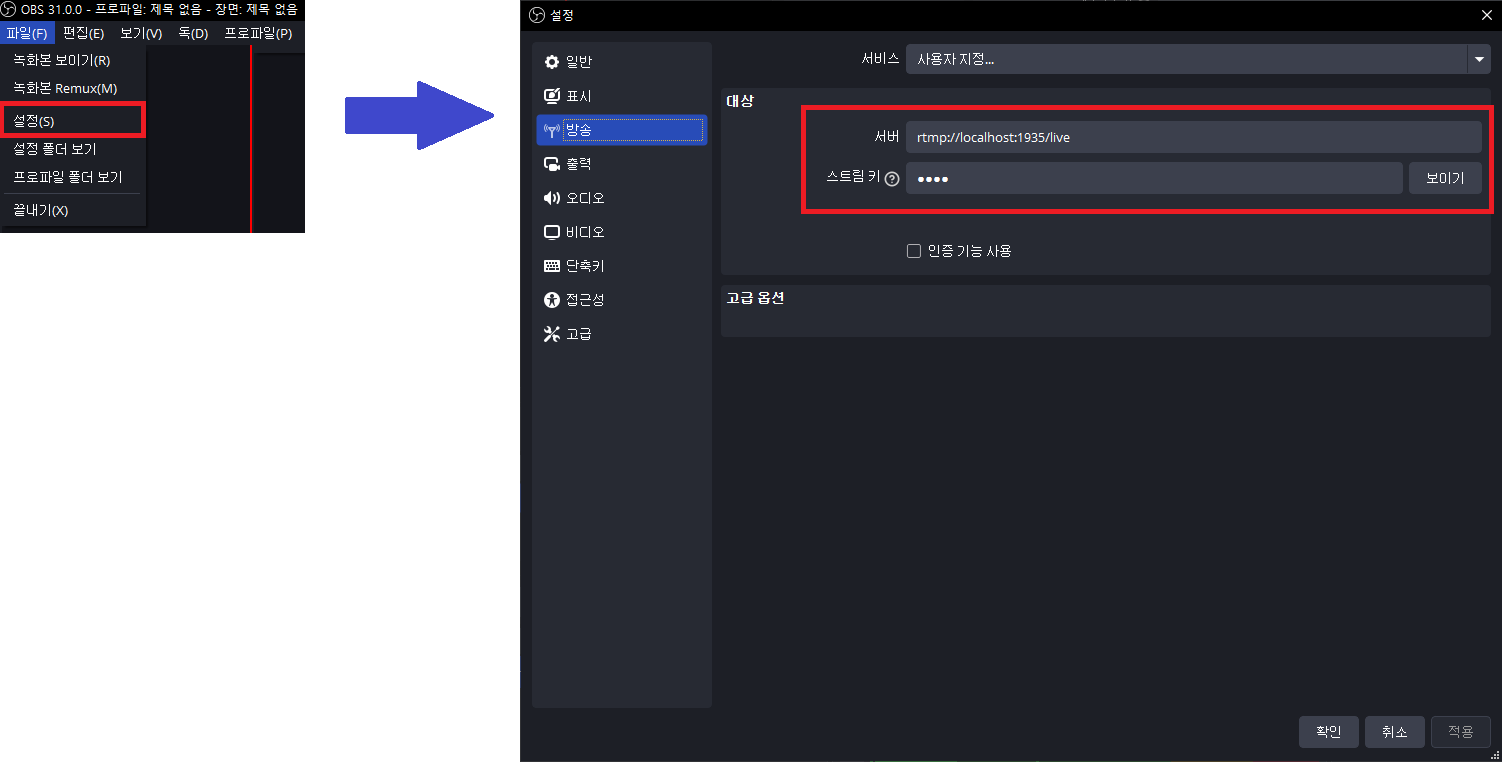 OBS 31.0.0 - 프로파일: 제목 없음 - 장면: 제목 없음
파일(F) 편집(E) 보기(V) 독(D) 프로파일(P)
녹화본 보이기(R)
녹화본 Remux(M)
설정(S)
설정 폴더 보기
프로파일 폴더 보기
끝내기(X)
설정
일반
표시
방송
출력
오디오
비디오
단축키
접근성
고급
서비스 사용자 지정...
대상
서버 rtmp://localhost:1935/live
스트림 키 ●●●● 보이기
인증 기능 사용
고급 옵션
확인 취소 적용